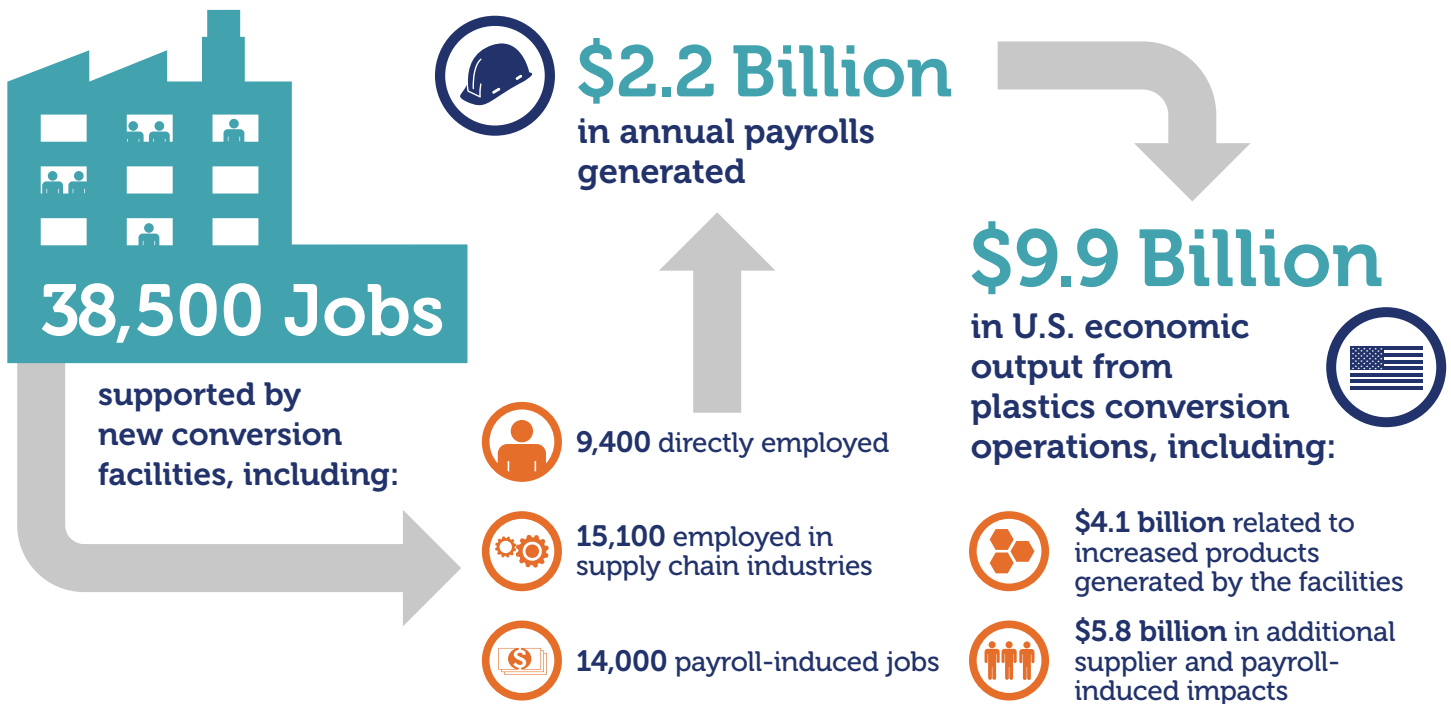 38,500 Jobs
supported by
new conversion
facilities, including:
9,400 directly employed
15,100 employed in
supply chain industries
14,000 payroll-induced jobs
$2.2 Billion
in annual payrolls
generated
$9.9 Billion
in U.S. economic
output from
plastics conversion
operations, including:
$4.1 billion related to
increased products
generated by the facilities
$5.8 billion in additional
supplier and payroll-
induced impacts
$